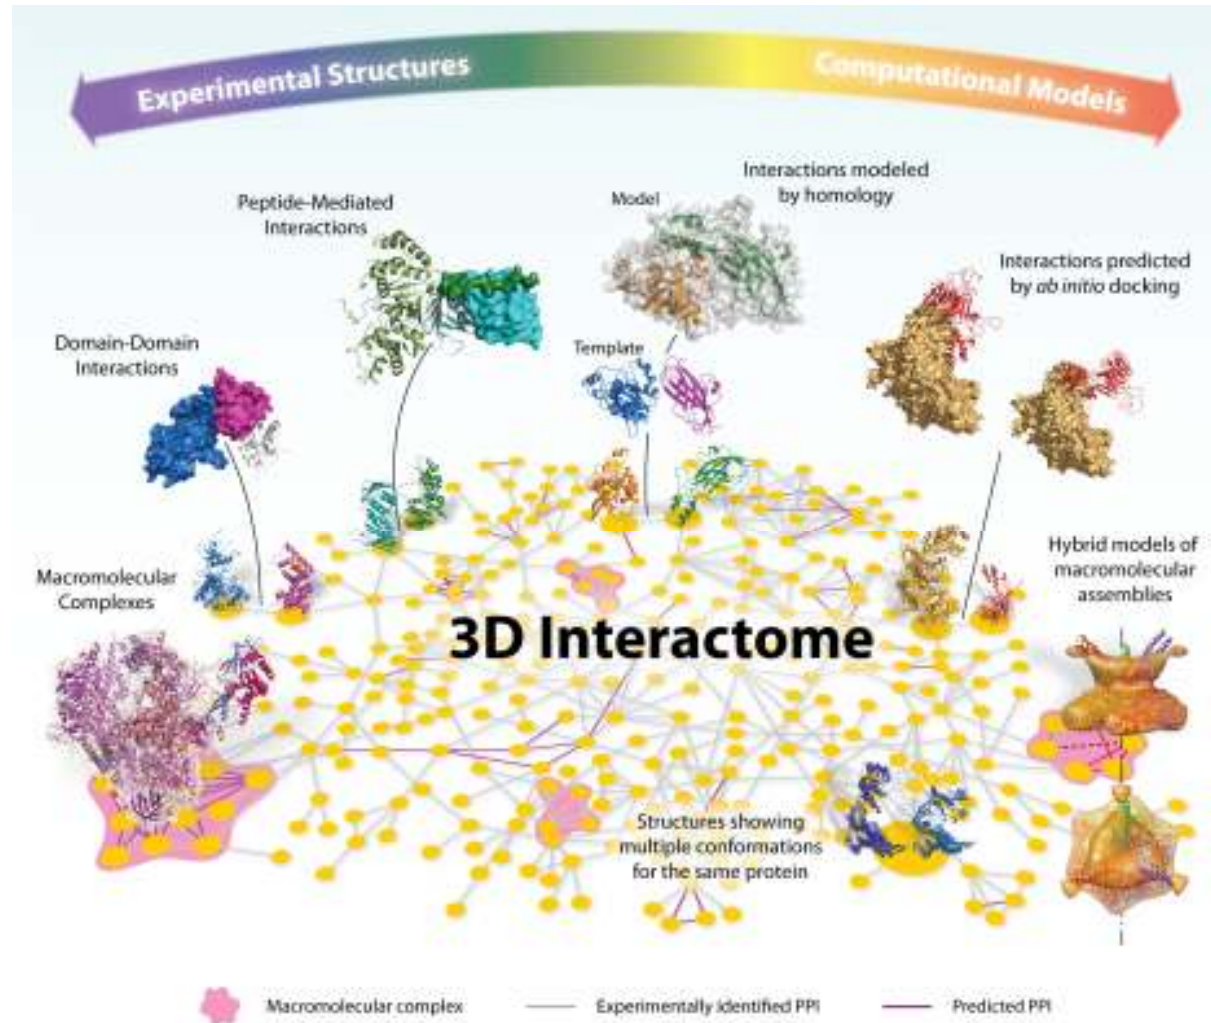 Experimental Structures
Computational Models
Peptide-Mediated
Interactions
Model
Interactions modeled
by homology
Interactions predicted
by ab initio docking
Domain-Domain
Interactions
Template
Macromolecular
Complexes
Hybrid models of
macromolecular
assemblies
3D Interactome
Structures showing
multiple conformations
for the same protein
Macromolecular complex
Experimentally identified PPI
Predicted PPI